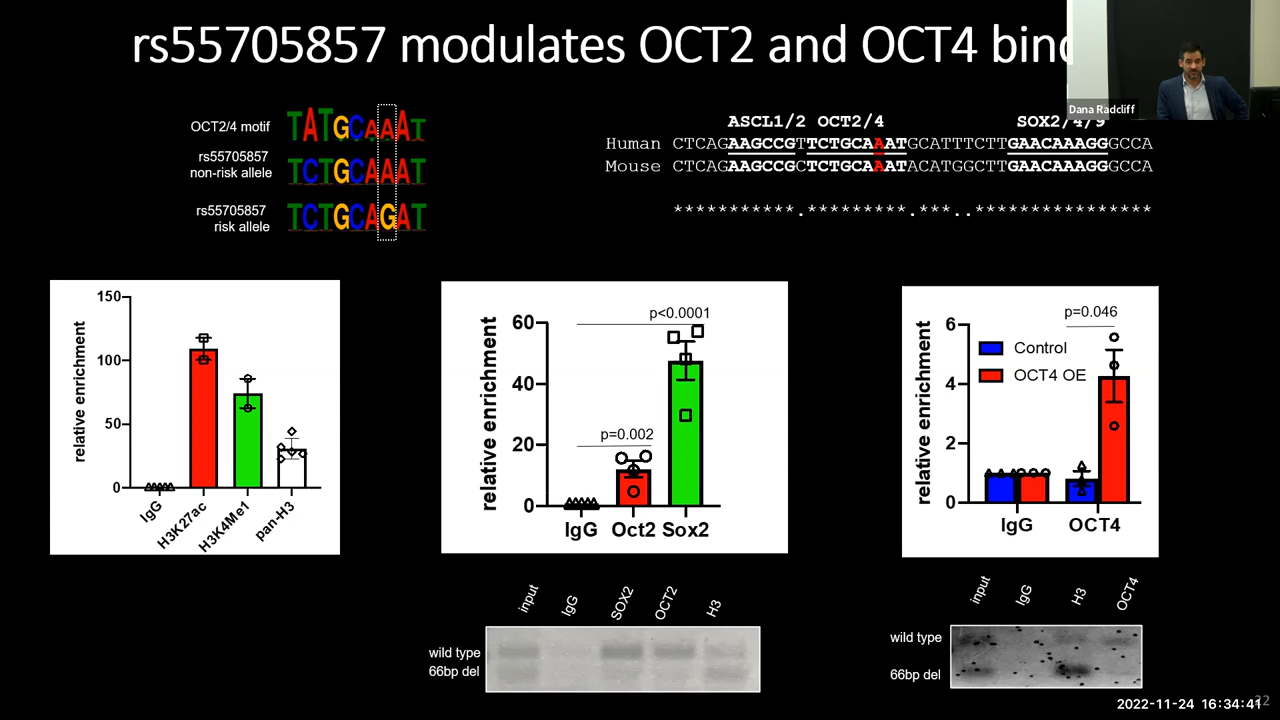 rs55705857 modulates OCT2 and OCT4 bind
Dana Radcliff
OCT2/4 motif
TATGCAAAT
rs55705857
non-risk allele
TCTGCAAAT
rs55705857
risk allele
TCTGCAGAT
ASCL1/2 OCT2/4 SOX2/4/9
Human CTCAGAAGCCGTTCTGCAAATGCATTTCTTGAACAAAGGGCCA
Mouse CTCAGAAGCCGCTCTGCAAATACATGGCTTGAACAAAGGGCCA
***********.*********.***..****************
relative enrichment
150
100
50
0
IgG
H3K27ac
H3K4Me1
pan-H3
relative enrichment
60
40
20
0
p<0.0001
p=0.002
IgG Oct2 Sox2
input IgG SOX2 OCT2 H3
wild type
66bp del
relative enrichment
6
4
2
0
p=0.046
Control
OCT4 OE
IgG OCT4
input IgG H3 OCT4
wild type
66bp del
2022-11-24 16:34:41
22